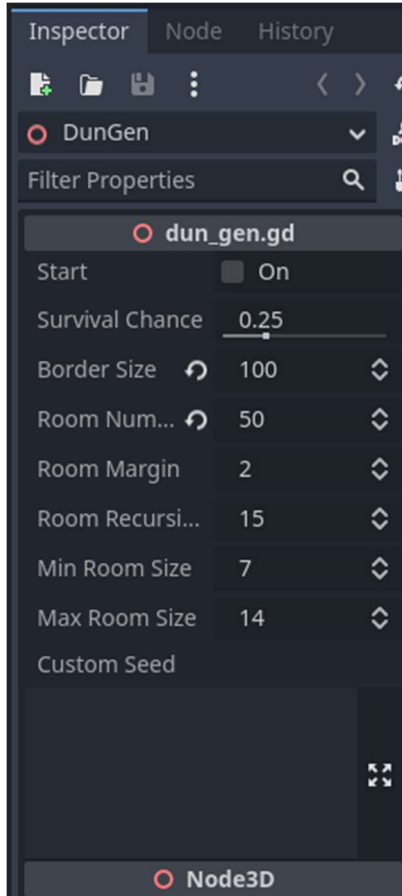 Inspector Node History
DunGen
Filter Properties
dun_gen.gd
Start On
Survival Chance 0.25
Border Size 100
Room Num... 50
Room Margin 2
Room Recursi... 15
Min Room Size 7
Max Room Size 14
Custom Seed
Node3D